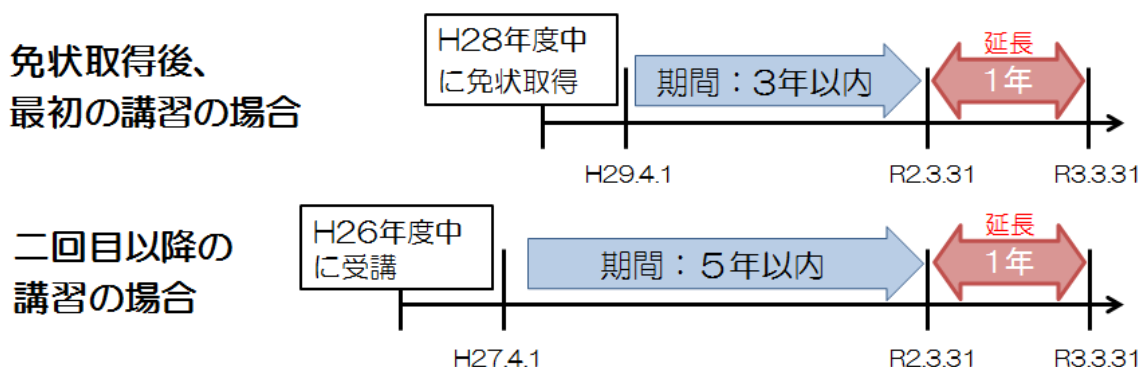 免状取得後、
最初の講習の場合
H28年度中
に免状取得
期間：3年以内
延長
1年
H29.4.1
R2.3.31
R3.3.31
二回目以降の
講習の場合
H26年度中
に受講
期間：5年以内
延長
1年
H27.4.1
R2.3.31
R3.3.31